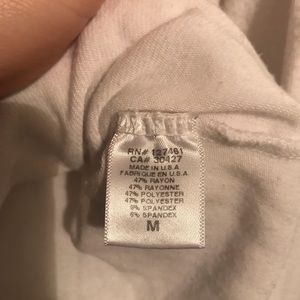 RN# 127461
CA# 30427
MADE IN U.S.A
FABRIQUE EN U.S.A
47% RAYON
47% RAYONNE
47% POLYESTER
47% POLYESTER
6% SPANDEX
6% SPANDEX
M